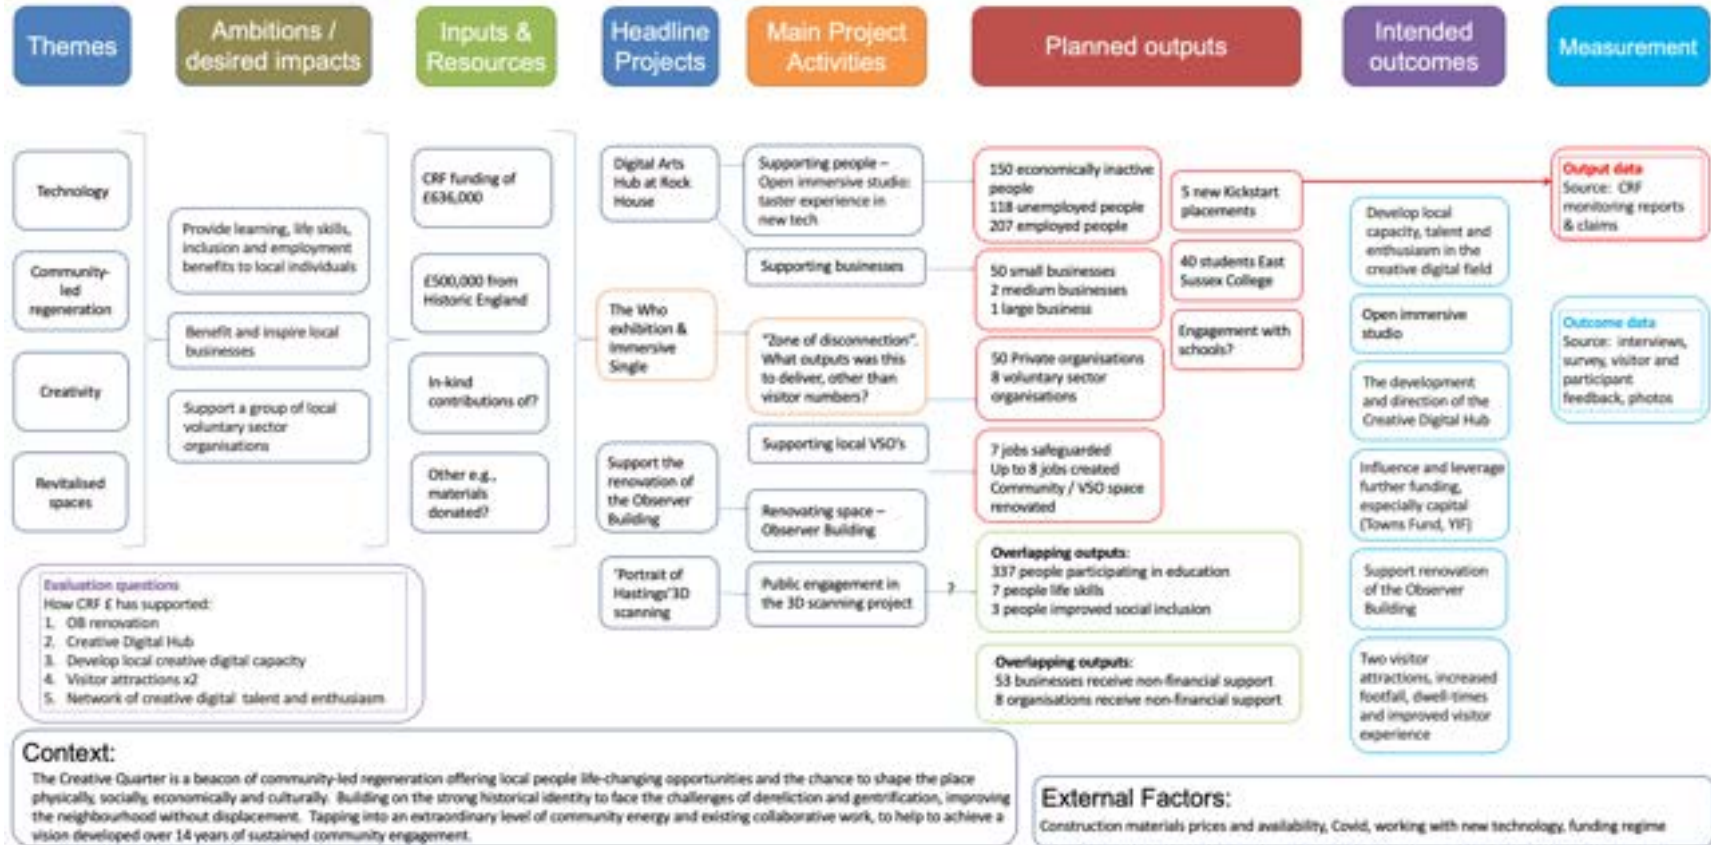 Themes
Ambitions /
desired impacts
Inputs &
Resources
Headline
Projects
Main Project
Activities
Planned outputs
Intended
outcomes
Measurement
Technology
Community-
led
regeneration
Creativity
Revitalised
spaces
Provide learning, life skills,
inclusion and employment
benefits to local individuals
Benefit and inspire local
businesses
Support a group of local
voluntary sector
organisations
CRF funding of
£636,000
£500,000 from
Historic England
In-kind
contributions of?
Other e.g.,
materials
donated?
Digital Arts
Hub at Rock
House
The Who
exhibition &
Immersive
Single
Support the
renovation of
the Observer
Building
'Portrait of
Hastings'3D
scanning
Supporting people –
Open immersive studio:
taster experience in
new tech
Supporting businesses
"Zone of disconnection".
What outputs was this
to deliver, other than
visitor numbers?
Supporting local VSO's
Renovating space –
Observer Building
Public engagement in
the 3D scanning project
?
150 economically inactive
people
118 unemployed people
207 employed people
50 small businesses
2 medium businesses
1 large business
50 Private organisations
8 voluntary sector
organisations
7 jobs safeguarded
Up to 8 jobs created
Community / VSO space
renovated
Overlapping outputs:
337 people participating in education
7 people life skills
3 people improved social inclusion
Overlapping outputs:
53 businesses receive non-financial support
8 organisations receive non-financial support
5 new Kickstart
placements
40 students East
Sussex College
Engagement with
schools?
Develop local
capacity, talent and
enthusiasm in the
creative digital field
Open immersive
studio
The development
and direction of the
Creative Digital Hub
Influence and leverage
further funding,
especially capital
(Towns Fund, YIF)
Support renovation
of the Observer
Building
Two visitor
attractions, increased
footfall, dwell-times
and improved visitor
experience
Output data
Source: CRF
monitoring reports
& claims
Outcome data
Source: interviews,
survey, visitor and
participant
feedback, photos
Evaluation questions
How CRF £ has supported:
1. OB renovation
2. Creative Digital Hub
3. Develop local creative digital capacity
4. Visitor attractions x2
5. Network of creative digital talent and enthusiasm
Context:
The Creative Quarter is a beacon of community-led regeneration offering local people life-changing opportunities and the chance to shape the place
physically, socially, economically and culturally. Building on the strong historical identity to face the challenges of dereliction and gentrification, improving
the neighbourhood without displacement. Tapping into an extraordinary level of community energy and existing collaborative work, to help to achieve a
vision developed over 14 years of sustained community engagement.
External Factors:
Construction materials prices and availability, Covid, working with new technology, funding regime